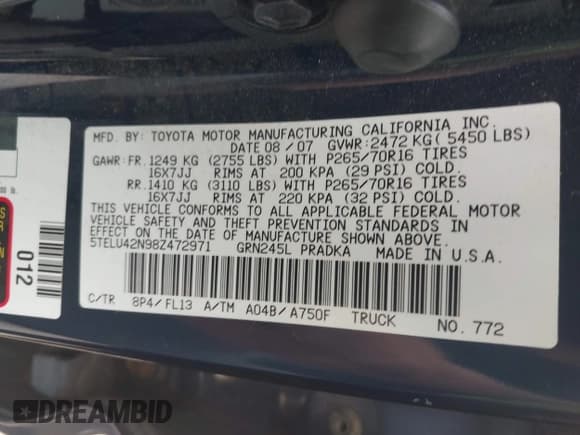 MFD. BY: TOYOTA MOTOR MANUFACTURING CALIFORNIA INC.
DATE 08 / 07 GVWR:2472 KG( 5450 LBS)
GAWR: FR. 1249 KG (2755 LBS) WITH P265/70R16 TIRES
16X7JJ RIMS AT 200 KPA (29 PSI) COLD.
RR. 1410 KG (3110 LBS) WITH P265/70R16 TIRES
16X7JJ RIMS AT 220 KPA (32 PSI) COLD.
THIS VEHICLE CONFORMS TO ALL APPLICABLE FEDERAL MOTOR
VEHICLE SAFETY AND THEFT PREVENTION STANDARDS IN
EFFECT ON THE DATE OF MANUFACTURE SHOWN ABOVE.
5TELU42N98Z472971 GRN245L PRADKA MADE IN U.S.A.
C/TR 8P4/ FL13 A/TM A04B/ A750F TRUCK NO. 772
012
DREAMBID